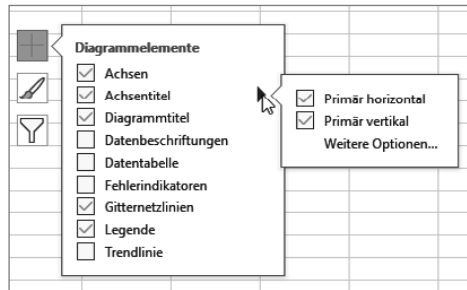 Diagrammelemente
Achsen
Achsentitel
Diagrammtitel
Datenbeschriftungen
Datentabelle
Fehlerindikatoren
Gitternetzlinien
Legende
Trendlinie
Primär horizontal
Primär vertikal
Weitere Optionen...